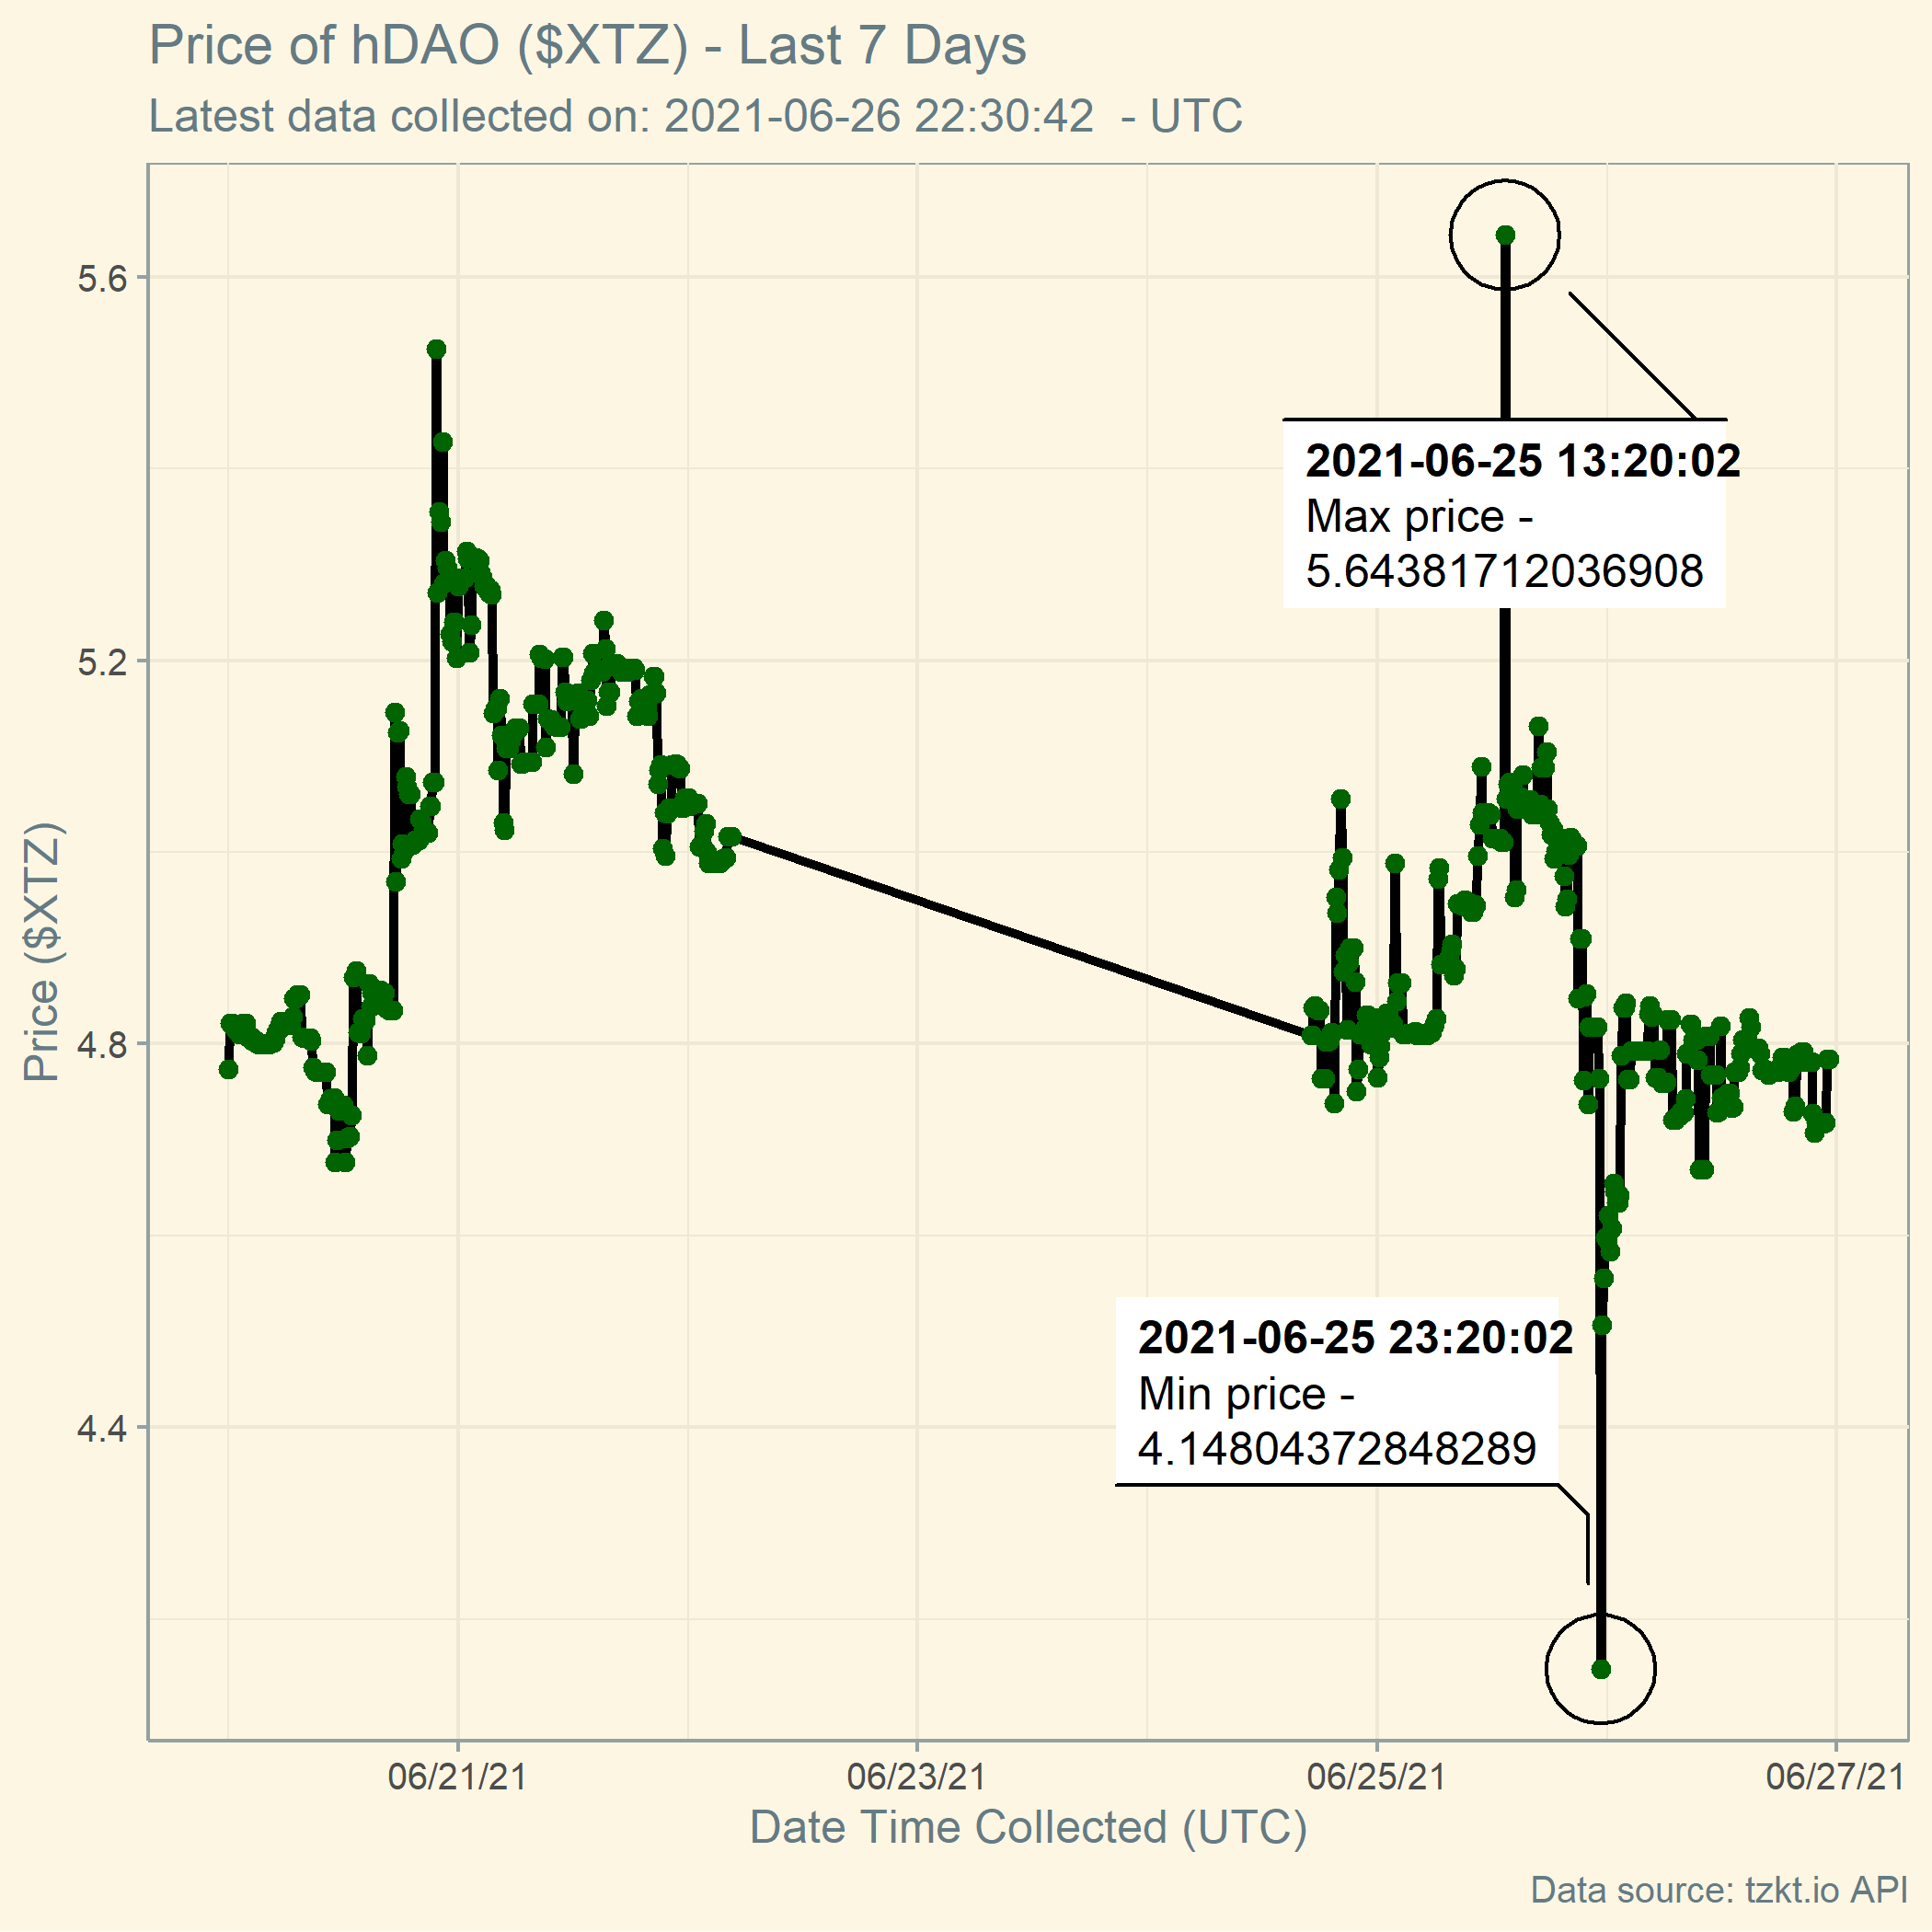 Price of hDAO ($XTZ) - Last 7 Days
Latest data collected on: 2021-06-26 22:30:42  - UTC
Price ($XTZ)
5.6
5.2
4.8
4.4
2021-06-25 13:20:02
Max price -
5.64381712036908
2021-06-25 23:20:02
Min price -
4.14804372848289
06/21/21
06/23/21
06/25/21
06/27/21
Date Time Collected (UTC)
Data source: tzkt.io API